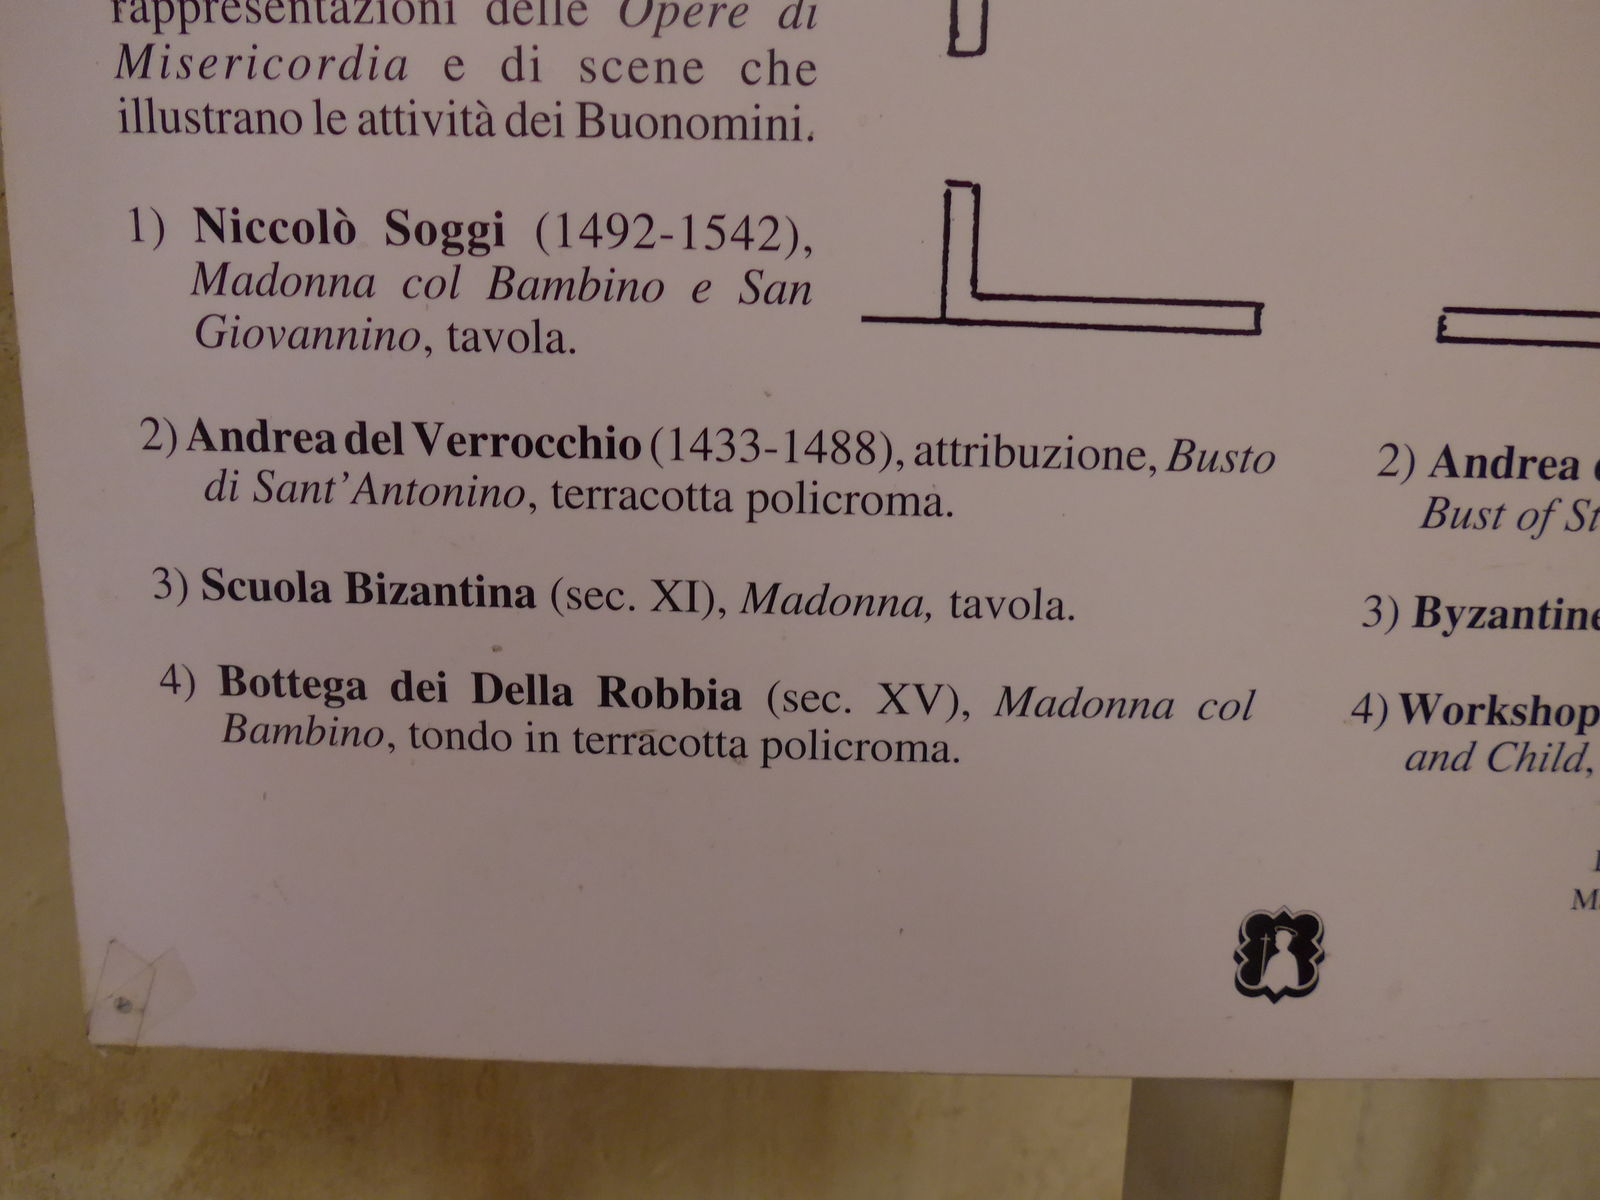 rappresentazioni delle Opere di
Misericordia e di scene che
illustrano le attività dei Buonomini.
1) Niccolò Soggi (1492-1542),
Madonna col Bambino e San
Giovannino, tavola.
2) Andrea del Verrocchio (1433-1488), attribuzione, Busto
di Sant'Antonino, terracotta policroma.
3) Scuola Bizantina (sec. XI), Madonna, tavola.
4) Bottega dei Della Robbia (sec. XV), Madonna col
Bambino, tondo in terracotta policroma.
2) Andrea
Bust of St
3) Byzantine
4) Workshop
and Child,